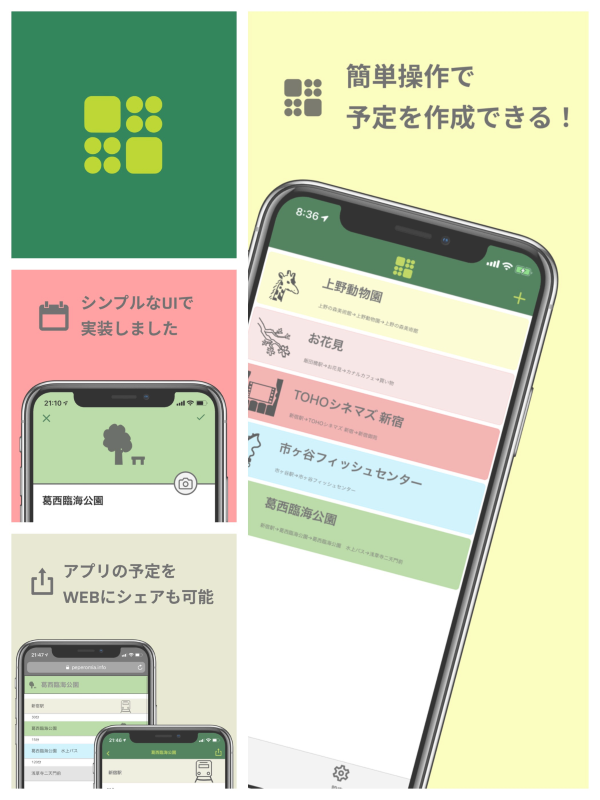 簡単操作で
予定を作成できる！
8:36
上野動物園
上野の森美術館→上野動物園→上野の森美術館
お花見
飯田橋駅→お花見→カナルカフェ→買い物
TOHOシネマズ 新宿
新宿駅→TOHOシネマズ 新宿→新宿御苑
市ヶ谷フィッシュセンター
市ヶ谷駅→市ヶ谷フィッシュセンター
葛西臨海公園
新宿駅→葛西臨海公園→葛西臨海公園 水上バス→浅草寺二天門前
シンプルなUIで
実装しました
21:10
葛西臨海公園
アプリの予定を
WEBにシェアも可能
21:47
葛西臨海公園
新宿駅
葛西臨海公園
葛西臨海公園 水上バス
浅草寺二天門前
21:46
葛西臨海公園
新宿駅